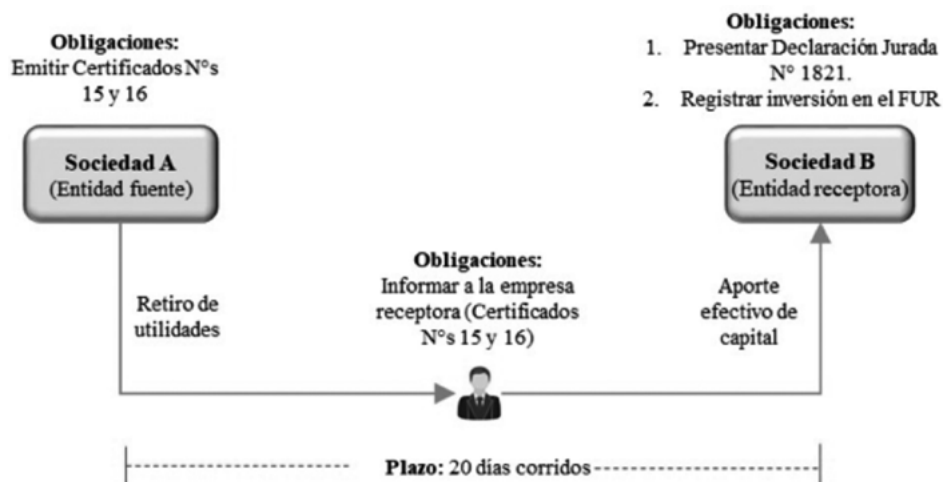 Obligaciones:
Emitir Certificados N°s
15 y 16
Sociedad A
(Entidad fuente)
Obligaciones:
1. Presentar Declaración Jurada
N° 1821.
2. Registrar inversión en el FUR
Sociedad B
(Entidad receptora)
Retiro de
utilidades
Obligaciones:
Informar a la empresa
receptora (Certificados
N°s 15 y 16)
Aporte
efectivo de
capital
Plazo: 20 días corridos